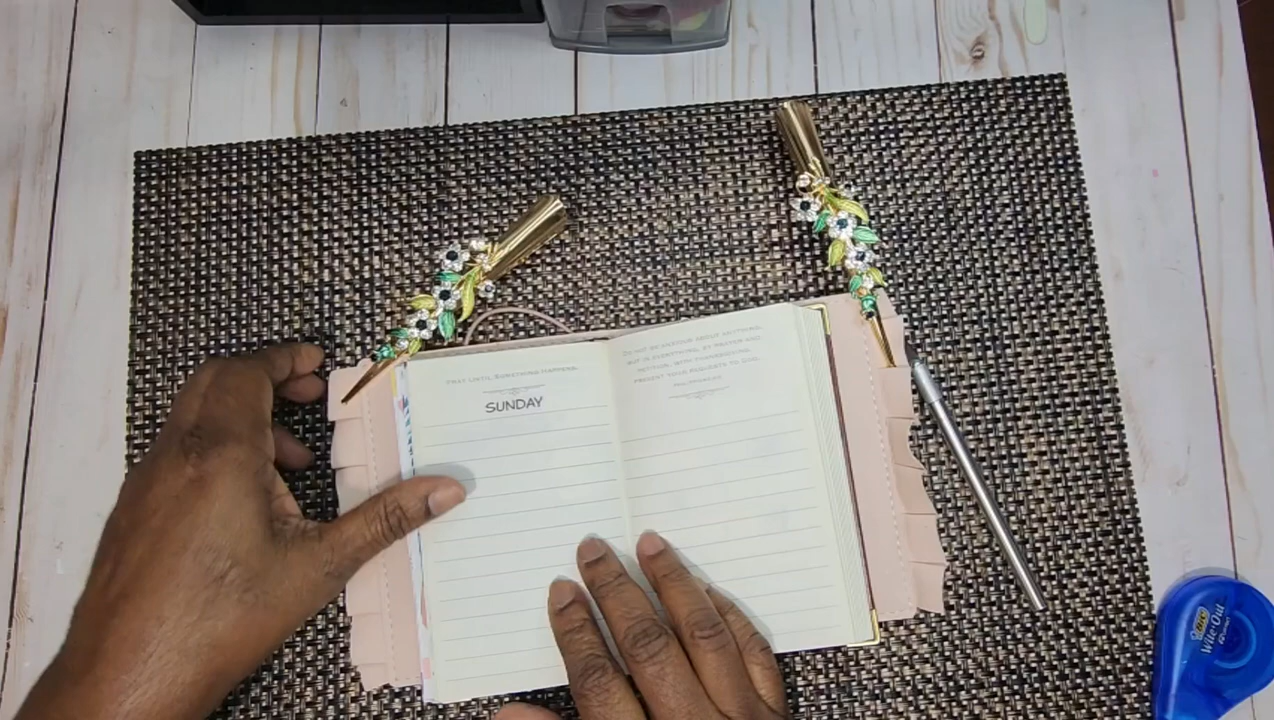 THAT UNTIL SOMETHING HAPPENS.
SUNDAY
DO NOT BE ANXIOUS ABOUT ANYTHING,
BUT IN EVERYTHING, BY PRAYER AND
PETITION, WITH THANKSGIVING,
PRESENT YOUR REQUESTS TO GOD.
BIC
Wite-Out